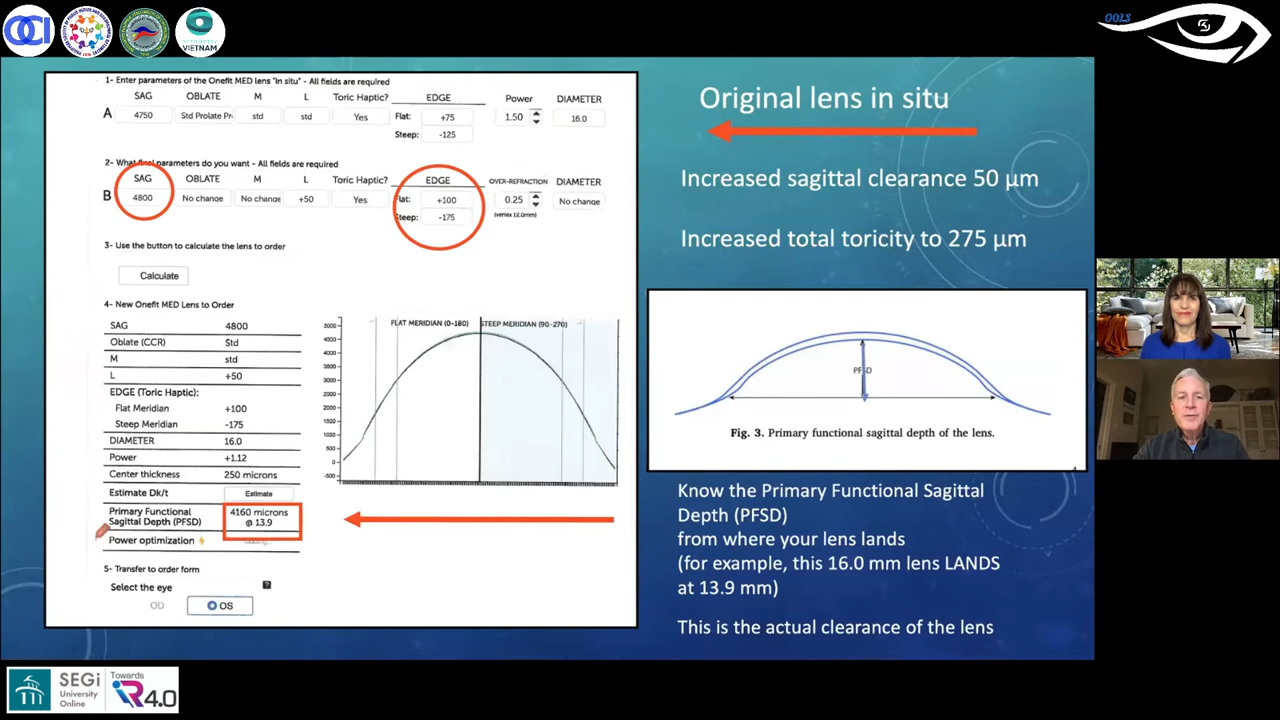 OCI
VIETNAM
OOLS
1- Enter parameters of the Onefit MED lens "in situ" - All fields are required
SAG OBLATE M L Toric Haptic? EDGE Power DIAMETER
A 4750 Std Prolate Pr std std Yes Flat: +75 1.50 16.0
Steep: -125
2- What final parameters do you want - All fields are required
SAG OBLATE M L Toric Haptic? EDGE OVER-REFRACTION DIAMETER
B 4800 No change No change +50 Yes Flat: +100 0.25 No change
Steep: -175 (vertex 12.0mm)
3- Use the button to calculate the lens to order
Calculate
4- New Onefit MED Lens to Order
SAG 4800
Oblate (CCR) Std
M std
L +50
EDGE (Toric Haptic):
Flat Meridian +100
Steep Meridian -175
DIAMETER 16.0
Power +1.12
Center thickness 250 microns
Estimate Dk/t Estimate
Primary Functional 4160 microns
Sagittal Depth (PFSD) @ 13.9
Power optimization
5- Transfer to order form
Select the eye ?
OD OS
FLAT MERIDIAN (0-180) STEEP MERIDIAN (90-270)
5000
4500
4000
3500
3000
2500
2000
1500
1000
500
0
-500
Original lens in situ
Increased sagittal clearance 50 µm
Increased total toricity to 275 µm
PFSD
Fig. 3. Primary functional sagittal depth of the lens.
Know the Primary Functional Sagittal
Depth (PFSD)
from where your lens lands
(for example, this 16.0 mm lens LANDS
at 13.9 mm)
This is the actual clearance of the lens
SEGi
University
Online
Towards
iR4.0